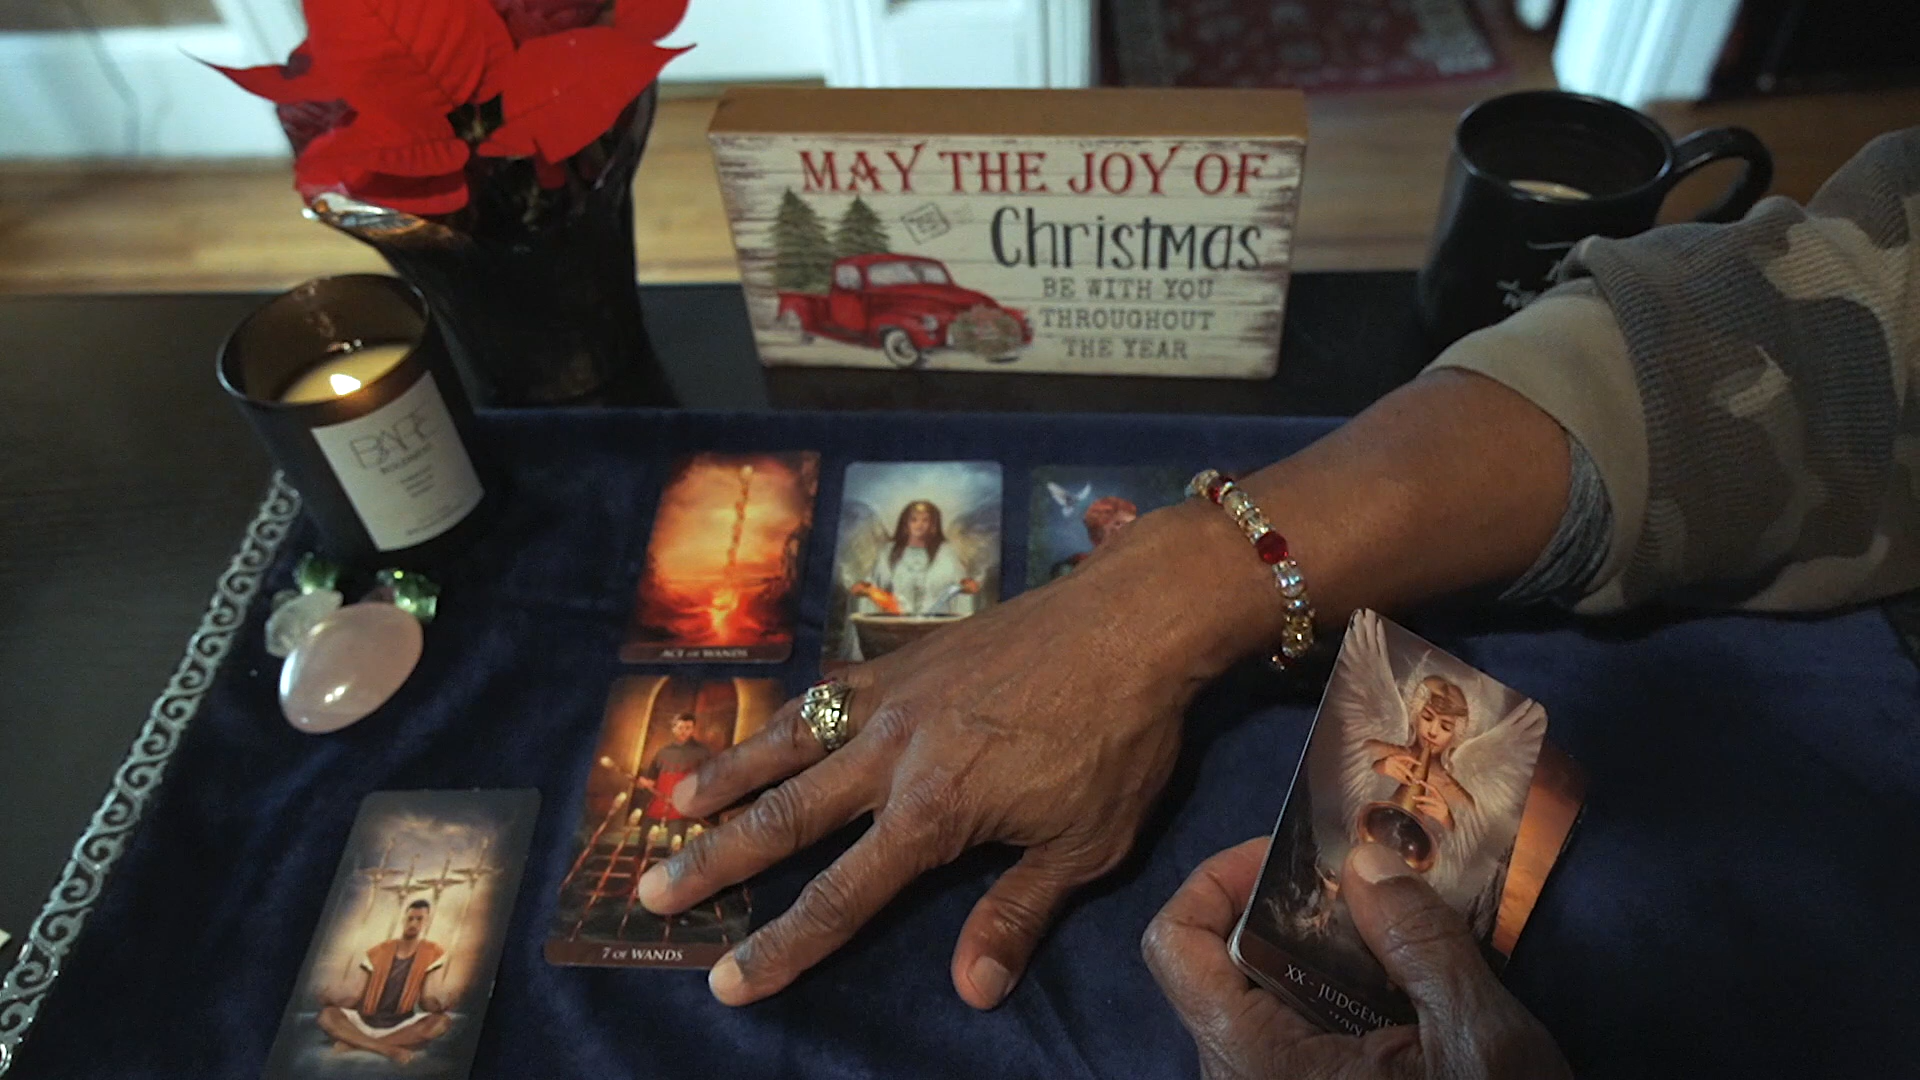 MAY THE JOY OF
Christmas
BE WITH YOU
THROUGHOUT
THE YEAR
ACE OF WANDS
7 OF WANDS
XX - JUDGEME